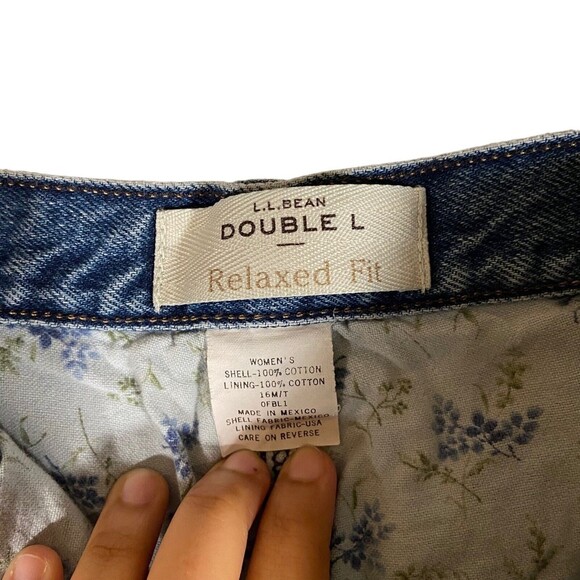 L.L.BEAN
DOUBLE L
Relaxed Fit
WOMEN'S
SHELL-100% COTTON
LINING-100% COTTON
16M/T
OFBL1
MADE IN MEXICO
SHELL FABRIC-MEXICO
LINING FABRIC-USA
CARE ON REVERSE